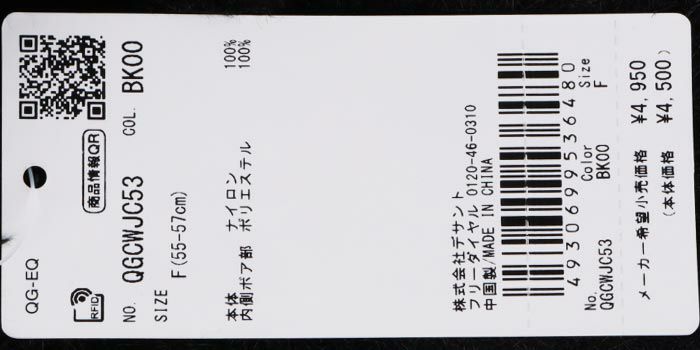 QG-EQ
商品情報QR
RFID
NO. QGCWJC53 COL. BK00
SIZE F(55-57cm)
本体 ナイロン 100%
内側ボア部 ポリエステル 100%
株式会社デサント
フリーダイヤル 0120-46-0310
中国製/MADE IN CHINA
4930699536480
No. Color Size
QGCWJC53 BK00 F
メーカー希望小売価格 ¥4,950
(本体価格 ¥4,500)